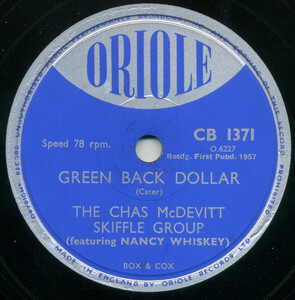 ORIOLE
Speed 78 rpm.
CB 1371
O.6227
Recdg. First Pubd. 1957
GREEN BACK DOLLAR
(Cater)
THE CHAS McDEVITT
SKIFFLE GROUP
(featuring NANCY WHISKEY)
BOX & COX
MADE IN ENGLAND BY ORIOLE RECORDS LTD